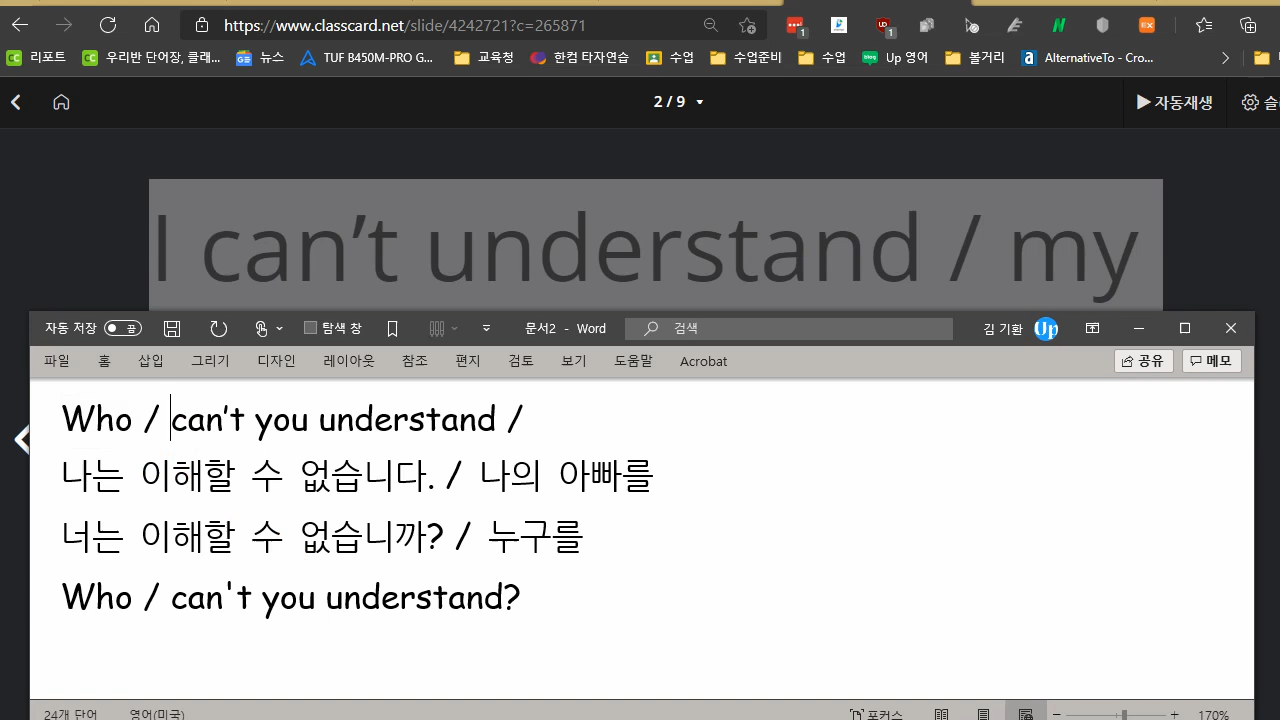 https://www.classcard.net/slide/4242721?c=265871
리포트 우리반 단어장, 클래... 뉴스 TUF B450M-PRO G... 교육청 한컴 타자연습 수업 수업준비 수업 Up 영어 볼거리 AlternativeTo - Cro...
2 / 9 자동재생 슬
I can’t understand / my
자동 저장 끔 탐색 창 문서2 - Word 검색 김 기환 Up
파일 홈 삽입 그리기 디자인 레이아웃 참조 편지 검토 보기 도움말 Acrobat 공유 메모
Who / can’t you understand /
나는 이해할 수 없습니다. / 나의 아빠를
너는 이해할 수 없습니까? / 누구를
Who / can't you understand?
24개 단어 영어(미국) 포커스 170%